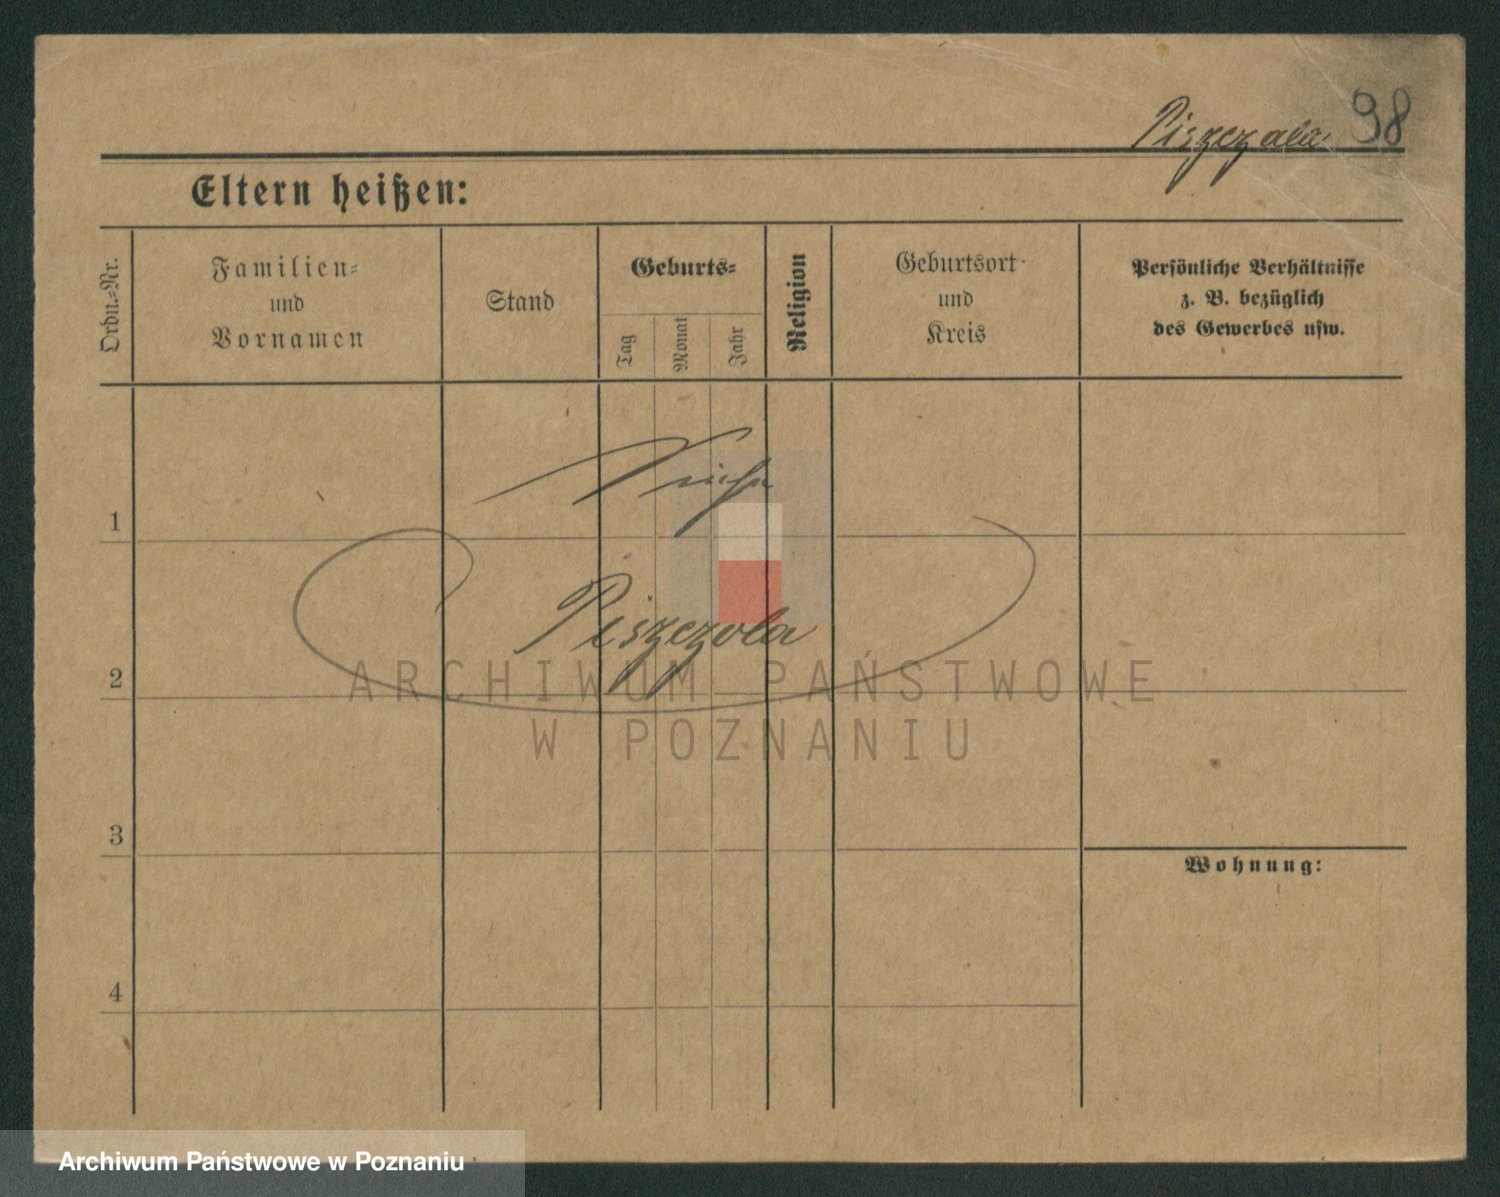 Piszczala 98
Eltern heißen:
Ordn.=Nr.
Familien=
und
Vornamen
Stand
Geburts=
Tag
Monat
Jahr
Religion
Geburtsort
und
Kreis
Persönliche Verhältnisse
z. B. bezüglich
des Gewerbes usw.
1
Siehe
Piszczola
2
3
Wohnung:
4
ARCHIWUM PAŃSTWOWE
W POZNANIU
Archiwum Państwowe w Poznaniu